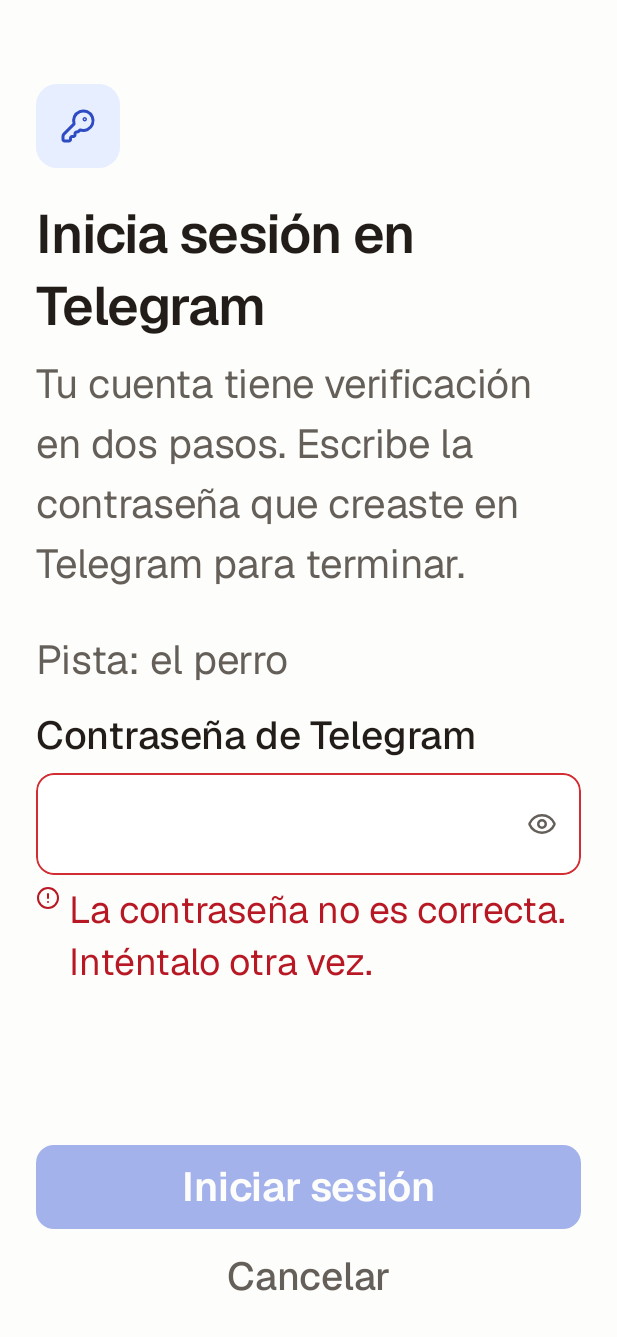 Inicia sesión en
Telegram
Tu cuenta tiene verificación
en dos pasos. Escribe la
contraseña que creaste en
Telegram para terminar.
Pista: el perro
Contraseña de Telegram
La contraseña no es correcta.
Inténtalo otra vez.
Iniciar sesión
Cancelar